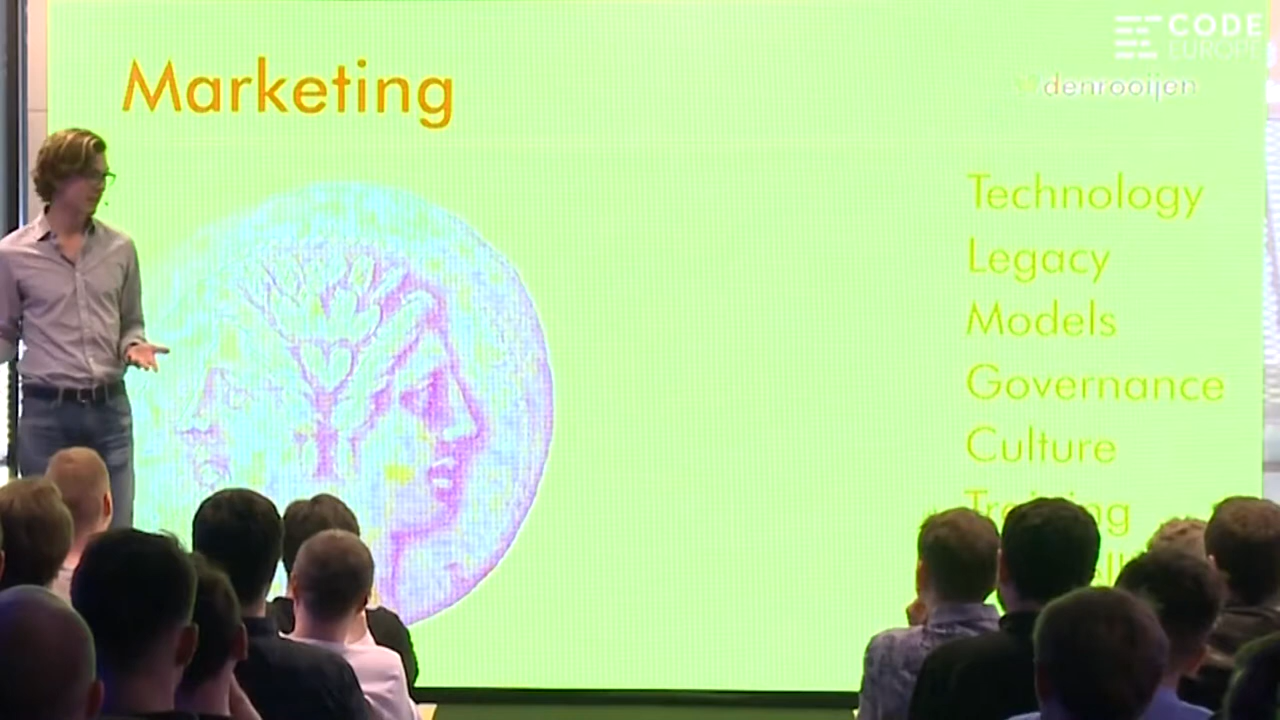 CODE
EUROPE
Marketing
denrooijen
Technology
Legacy
Models
Governance
Culture